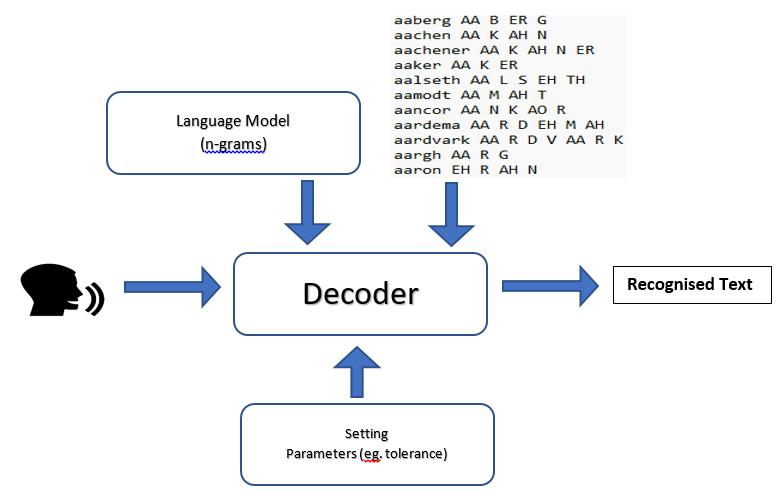 aaberg AA B ER G
aachen AA K AH N
aachener AA K AH N ER
aaker AA K ER
aalseth AA L S EH TH
aamodt AA M AH T
aancor AA N K AO R
aardema AA R D EH M AH
aardvark AA R D V AA R K
aargh AA R G
aaron EH R AH N
Language Model
(n-grams)
Decoder
Recognised Text
Setting
Parameters (eg. tolerance)